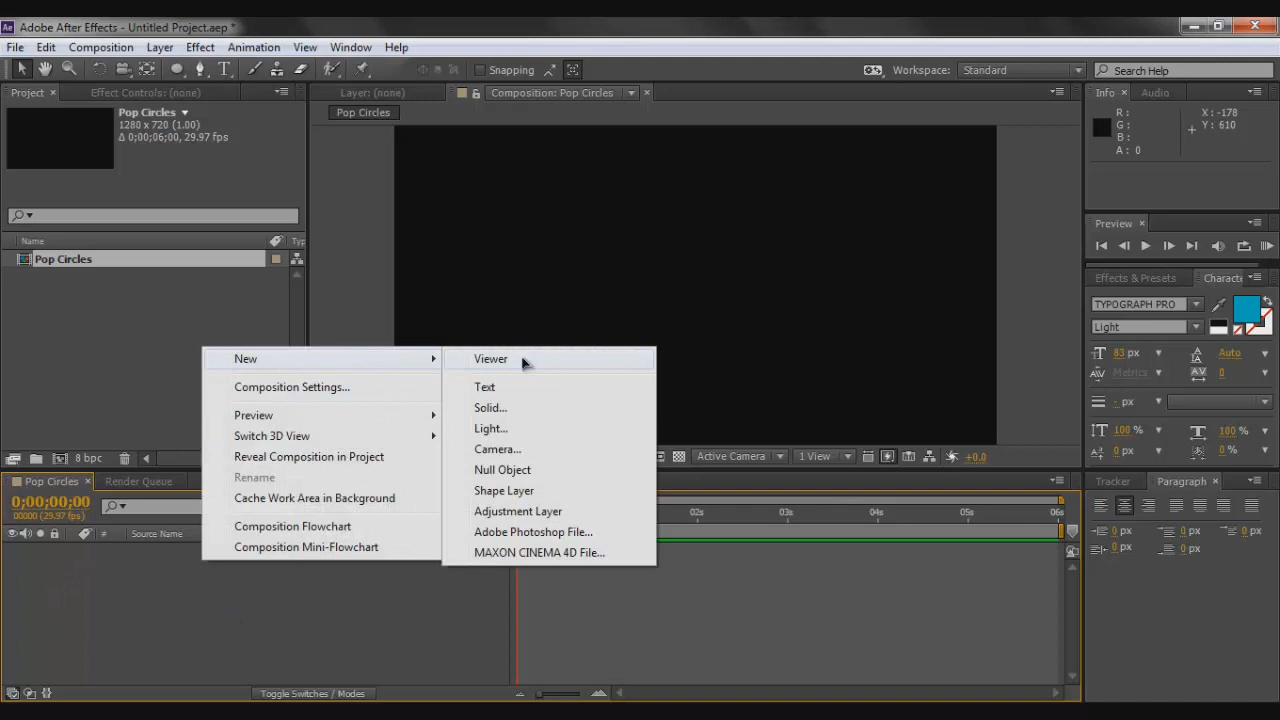 Ae Adobe After Effects - Untitled Project.aep *
File Edit Composition Layer Effect Animation View Window Help
T Snapping Workspace: Standard Search Help
Project × Effect Controls: (none) Layer: (none) Composition: Pop Circles × Info × Audio
Pop Circles
1280 x 720 (1.00)
Δ 0;00;06;00, 29.97 fps
Pop Circles
R : X : -178
G : Y : 610
B :
A : 0
Preview ×
Name Typ
Pop Circles
Effects & Presets Characte
TYPOGRAPH PRO
Light
83 px Auto
Metrics 0
- px
100 % 100 %
0 px 0 %
New
Composition Settings...
Preview
Switch 3D View
Reveal Composition in Project
Rename
Cache Work Area in Background
Composition Flowchart
Composition Mini-Flowchart
Viewer
Text
Solid...
Light...
Camera...
Null Object
Shape Layer
Adjustment Layer
Adobe Photoshop File...
MAXON CINEMA 4D File...
8 bpc Active Camera 1 View +0.0
Pop Circles × Render Queue Tracker Paragraph ×
0;00;00;00
00000 (29.97 fps)
02s 03s 04s 05s 06s
# Source Name
0 px 0 px 0 px
0 px 0 px
Toggle Switches / Modes